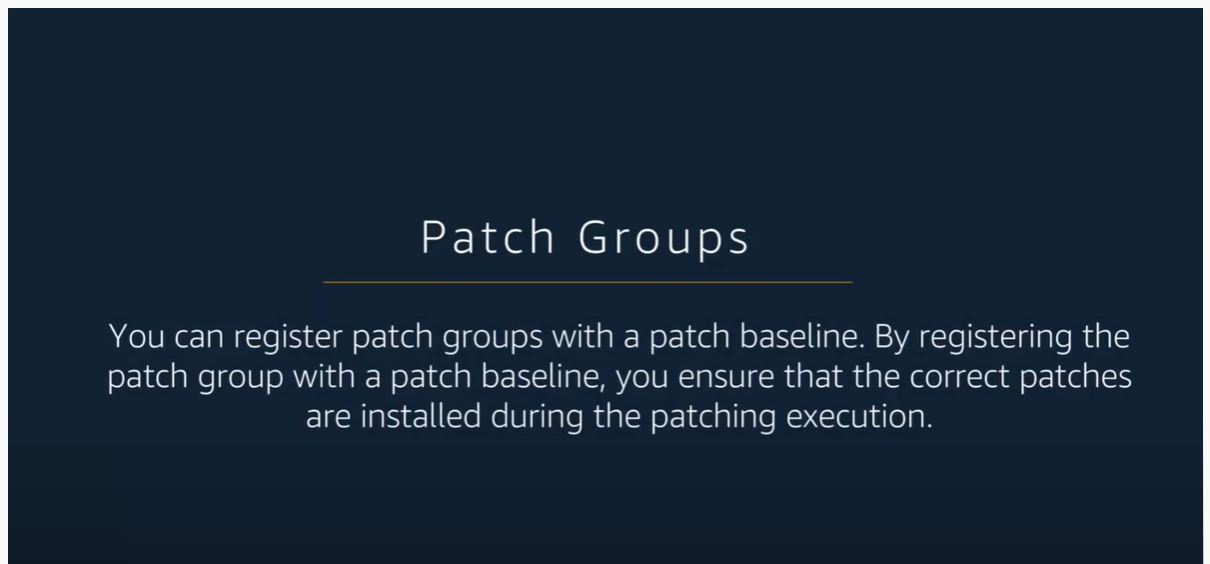 Patch Groups
You can register patch groups with a patch baseline. By registering the
patch group with a patch baseline, you ensure that the correct patches
are installed during the patching execution.